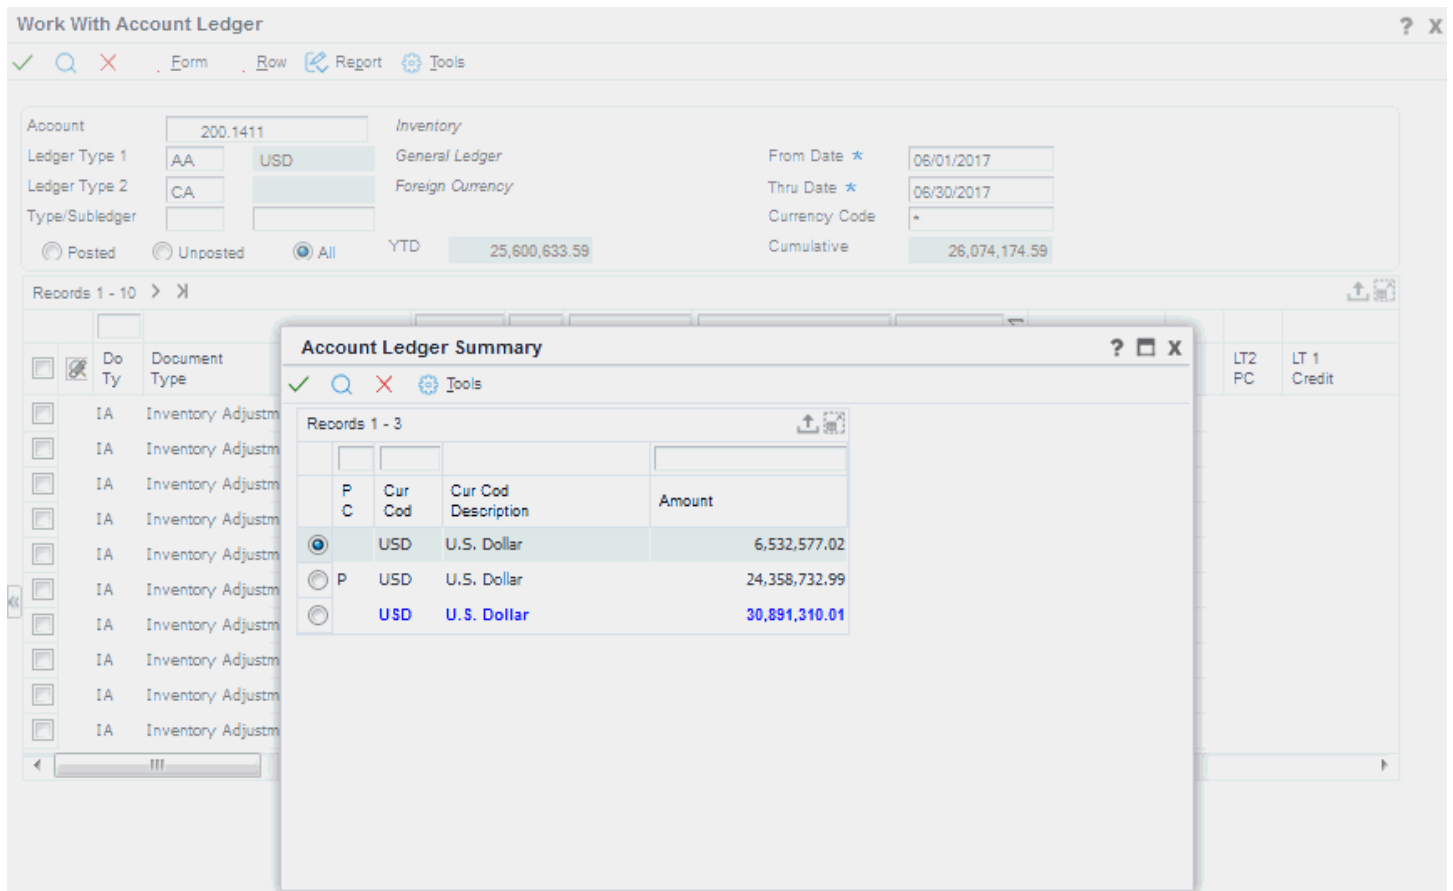 Work With Account Ledger ? X
Form Row Report Tools
Account 200.1411 Inventory
Ledger Type 1 AA USD General Ledger From Date * 06/01/2017
Ledger Type 2 CA Foreign Currency Thru Date * 06/30/2017
Type/Subledger Currency Code *
Posted Unposted All YTD 25,600,633.59 Cumulative 26,074,174.59
Records 1 - 10
Do Ty Document Type LT2 PC LT 1 Credit
IA Inventory Adjustm
IA Inventory Adjustm
IA Inventory Adjustm
IA Inventory Adjustm
IA Inventory Adjustm
IA Inventory Adjustm
IA Inventory Adjustm
IA Inventory Adjustm
IA Inventory Adjustm
IA Inventory Adjustm
Account Ledger Summary ? X
Tools
Records 1 - 3
P C Cur Cod Cur Cod Description Amount
USD U.S. Dollar 6,532,577.02
P USD U.S. Dollar 24,358,732.99
USD U.S. Dollar 30,891,310.01